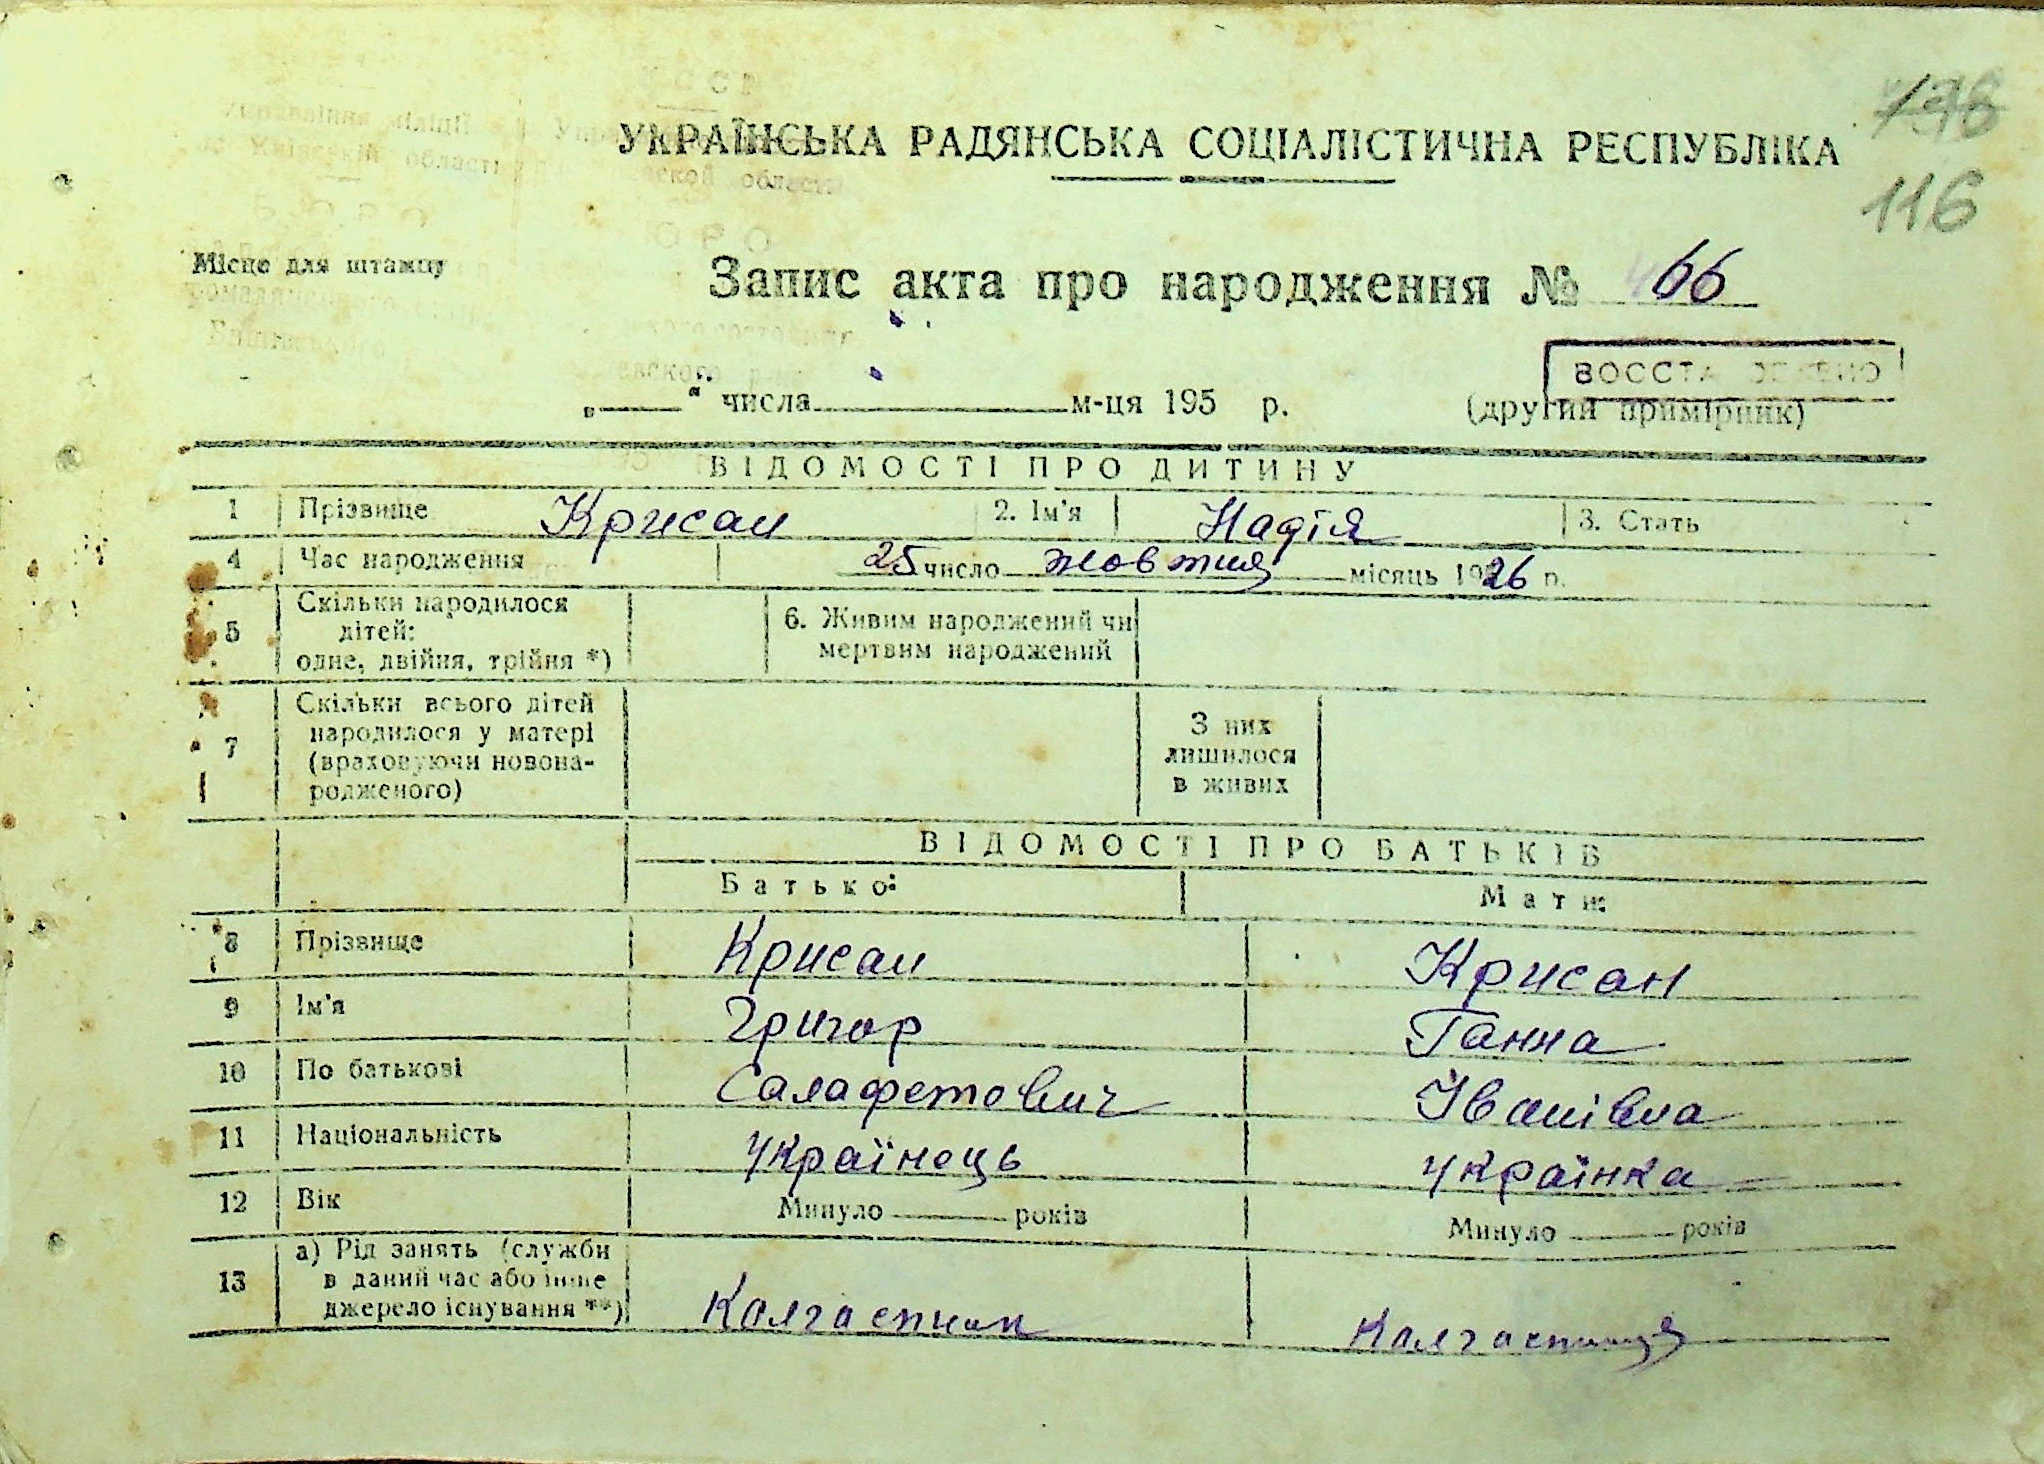 116
УКРАЇНСЬКА РАДЯНСЬКА СОЦІАЛІСТИЧНА РЕСПУБЛІКА
Місце для штампу
Запис акта про народження № 66
„ “ числа м-ця 195 р.
ВОССТАНОВЛЕНО
(другий примірник)
ВІДОМОСТІ ПРО ДИТИНУ
1 Прізвище Крисан 2. Ім'я Надія 3. Стать
4 Час народження 25 число жовтня місяць 1926 р.
5 Скільки народилося дітей: одне, двійня, трійня *)
6. Живим народжений чи мертвим народжений
7 Скільки всього дітей народилося у матері (враховуючи новона-родженого)
З них лишилося в живих
ВІДОМОСТІ ПРО БАТЬКІВ
Батько: Мати:
8 Прізвище Крисан Крисан
9 Ім'я Григор Ганна
10 По батькові Салафетович Іванівна
11 Національність Українець Українка
12 Вік Минуло років Минуло років
13 а) Рід занять (служби в даний час або інше джерело існування **) Колгаспник Колгаспниця